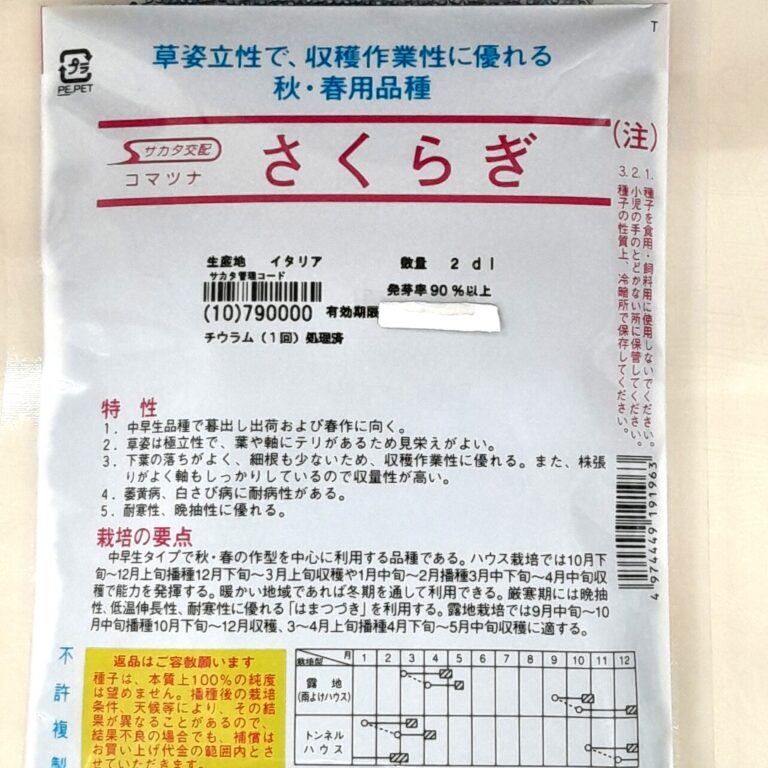 プラ
PE,PET
草姿立性で、収穫作業性に優れる
秋・春用品種
T
サカタ交配
コマツナ
さくらぎ
生産地 イタリア 数量 2 dl
サカタ管理コード
発芽率90%以上
(10)790000 有効期限
チウラム(1回)処理済
(注)
1. 種子を食用・飼料用に使用しないでください。
2. 小児の手のとどかない所に保管してください。
3. 種子の性質上、冷暗所で保存してください。
4 974449 191963
特 性
1. 中早生品種で暮出し出荷および春作に向く。
2. 草姿は極立性で、葉や軸にテリがあるため見栄えがよい。
3. 下葉の落ちがよく、細根も少ないため、収穫作業性に優れる。また、株張
りがよく軸もしっかりしているので収量性が高い。
4. 萎黄病、白さび病に耐病性がある。
5. 耐寒性、晩抽性に優れる。
栽培の要点
中早生タイプで秋・春の作型を中心に利用する品種である。ハウス栽培では10月下
旬〜12月上旬播種12月下旬〜3月上旬収穫や1月中旬〜2月播種3月中下旬〜4月中旬収
穫で能力を発揮する。暖かい地域であれば冬期を通して利用できる。厳寒期には晩抽
性、低温伸長性、耐寒性に優れる「はまつづき」を利用する。露地栽培では9月中旬〜10
月中旬播種10月下旬〜12月収穫、3〜4月上旬播種4月下旬〜5月中旬収穫に適する。
不許複製
返品はご容赦願います
種子は、本質上100%の純度
は望めません。播種後の栽培
条件、天候等により、その結
果が異なることがあるので、
結果不良の場合でも、補償は
お買い上げ代金の範囲内とさ
せていただきます。
栽培型 月 1 2 3 4 5 6 7 8 9 10 11 12
露 地
(雨よけハウス)
トンネル
ハ ウ ス